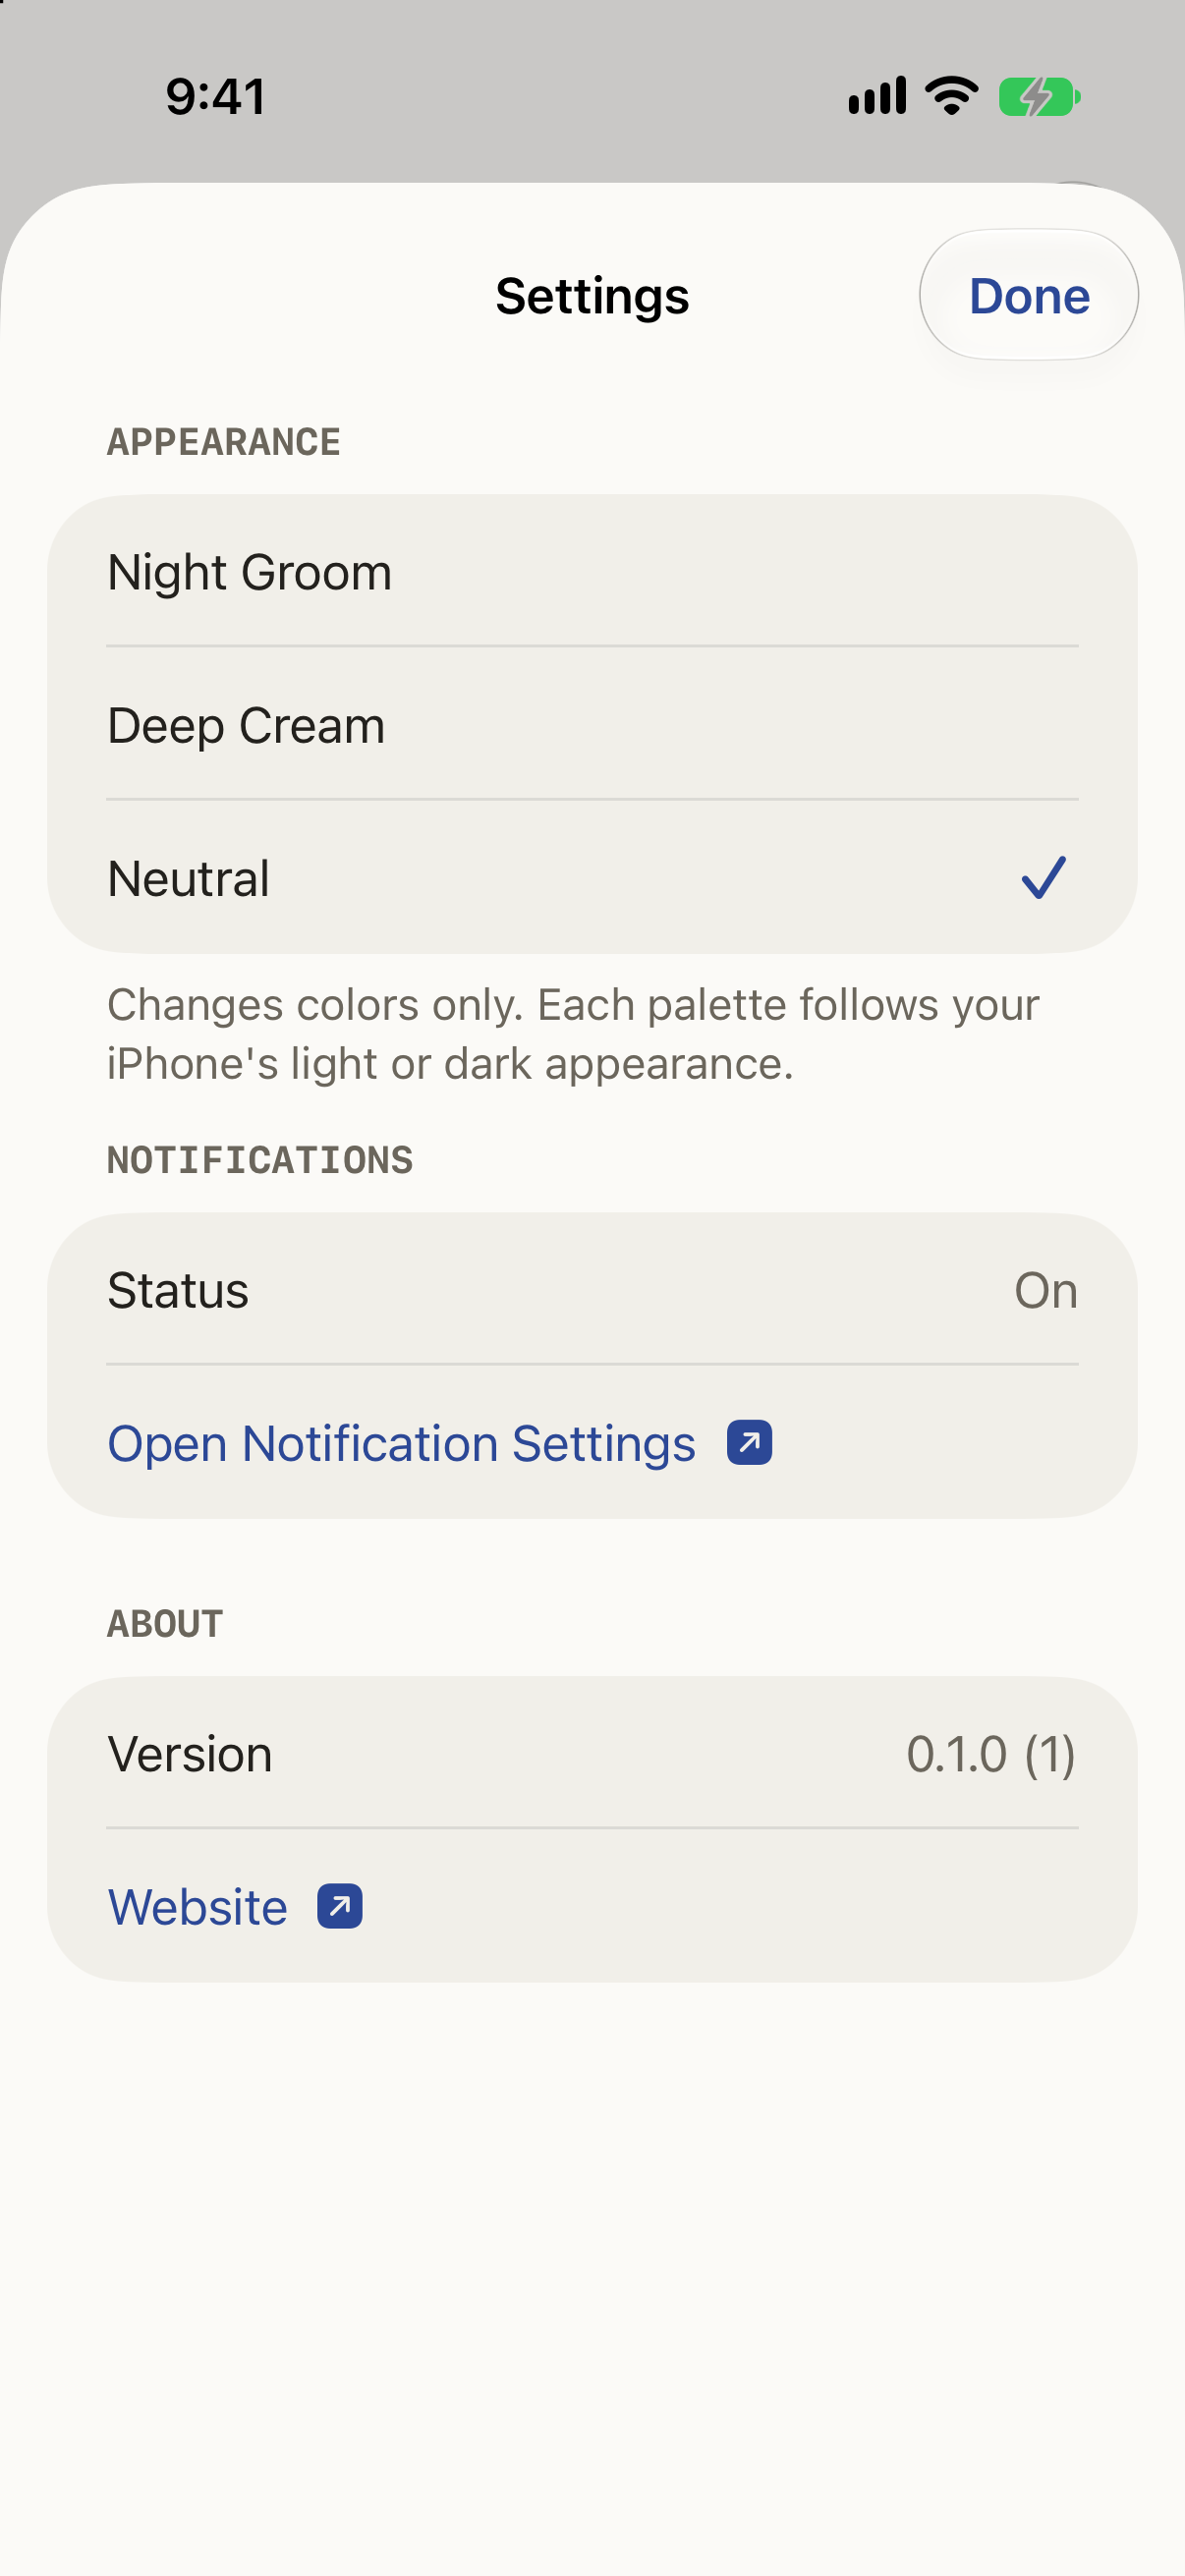 9:41
Settings
Done
APPEARANCE
Night Groom
Deep Cream
Neutral
Changes colors only. Each palette follows your
iPhone's light or dark appearance.
NOTIFICATIONS
Status On
Open Notification Settings
ABOUT
Version 0.1.0 (1)
Website